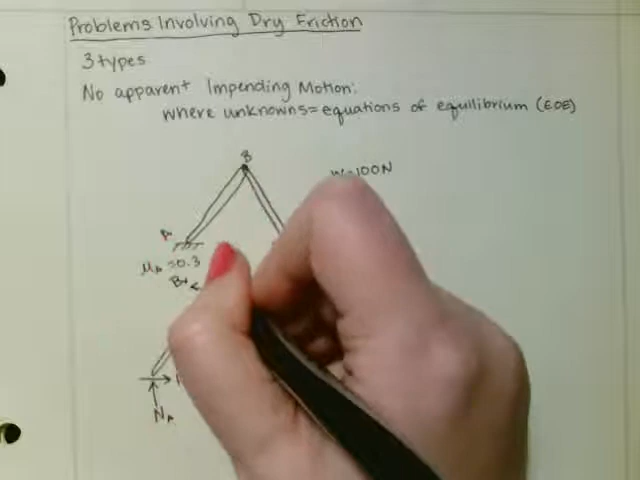 Problems Involving Dry Friction
3 types
No apparent Impending Motion:
where unknowns = equations of equilibrium (EOE)
B
W=100N
A
μA =0.3
By
NA